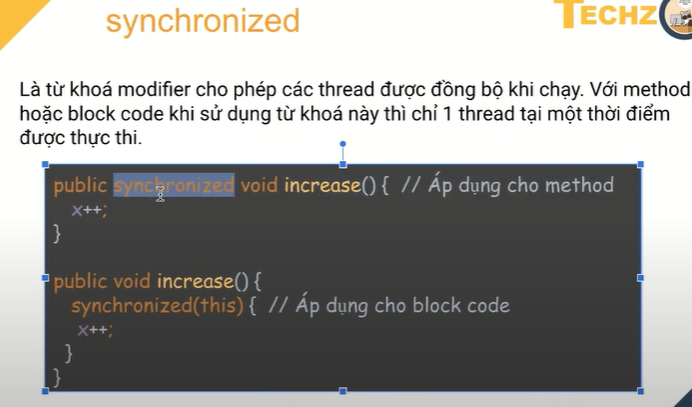 synchronized
TECHZ
Là từ khoá modifier cho phép các thread được đồng bộ khi chạy. Với method
hoặc block code khi sử dụng từ khoá này thì chỉ 1 thread tại một thời điểm
được thực thi.
public synchronized void increase() { // Áp dụng cho method
x++;
}
public void increase() {
synchronized(this) { // Áp dụng cho block code
x++;
}
}